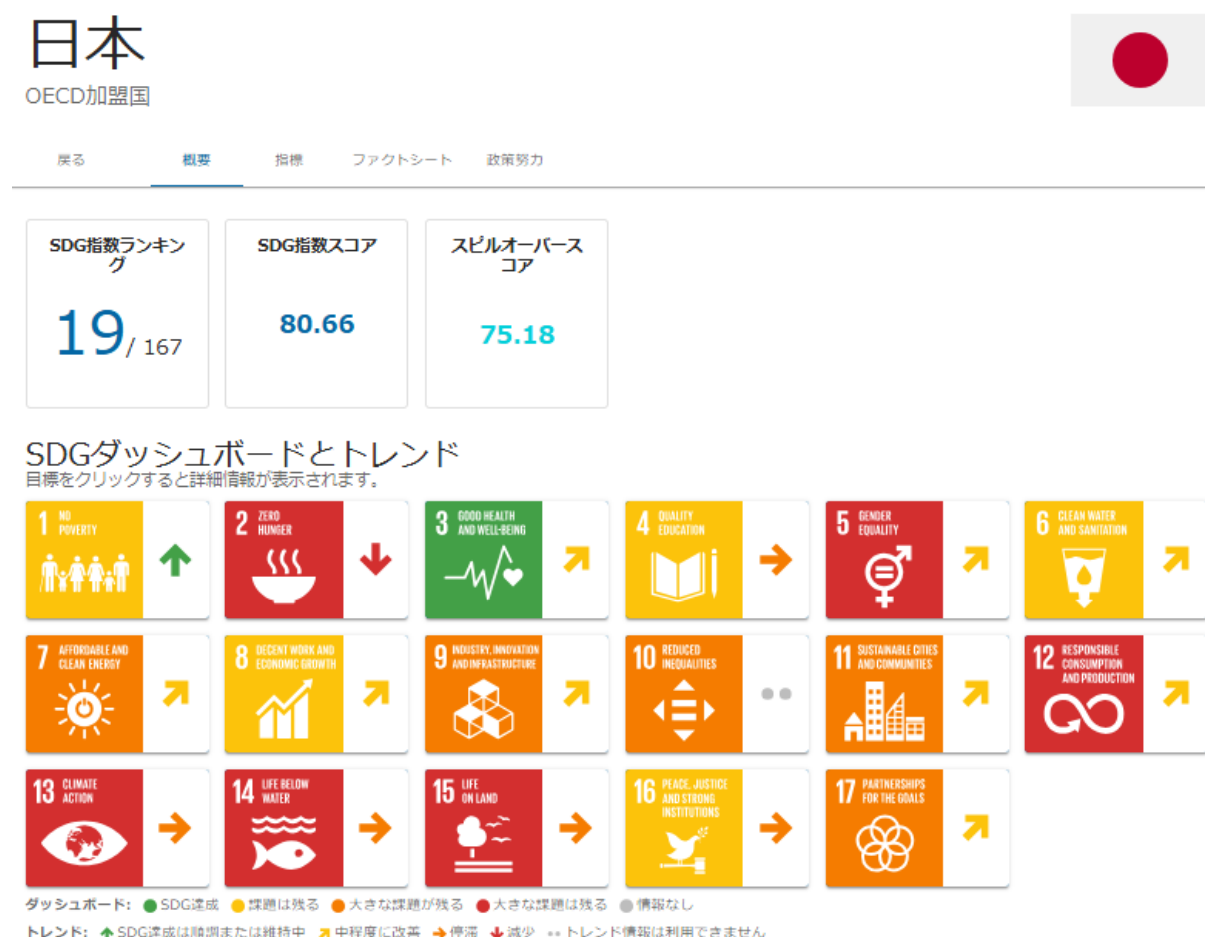 日本
OECD加盟国
戻る 概要 指標 ファクトシート 政策努力
SDG指数ランキン
グ
19/ 167
SDG指数スコア
80.66
スピルオーバース
コア
75.18
SDGダッシュボードとトレンド
目標をクリックすると詳細情報が表示されます。
1 NO
POVERTY
2 ZERO
HUNGER
3 GOOD HEALTH
AND WELL-BEING
4 QUALITY
EDUCATION
5 GENDER
EQUALITY
6 CLEAN WATER
AND SANITATION
7 AFFORDABLE AND
CLEAN ENERGY
8 DECENT WORK AND
ECONOMIC GROWTH
9 INDUSTRY, INNOVATION
AND INFRASTRUCTURE
10 REDUCED
INEQUALITIES
11 SUSTAINABLE CITIES
AND COMMUNITIES
12 RESPONSIBLE
CONSUMPTION
AND PRODUCTION
13 CLIMATE
ACTION
14 LIFE BELOW
WATER
15 LIFE
ON LAND
16 PEACE, JUSTICE
AND STRONG
INSTITUTIONS
17 PARTNERSHIPS
FOR THE GOALS
ダッシュボード: SDG達成 課題は残る 大きな課題が残る 大きな課題は残る 情報なし
トレンド: SDG達成は順調または維持中 中程度に改善 停滞 減少 トレンド情報は利用できません